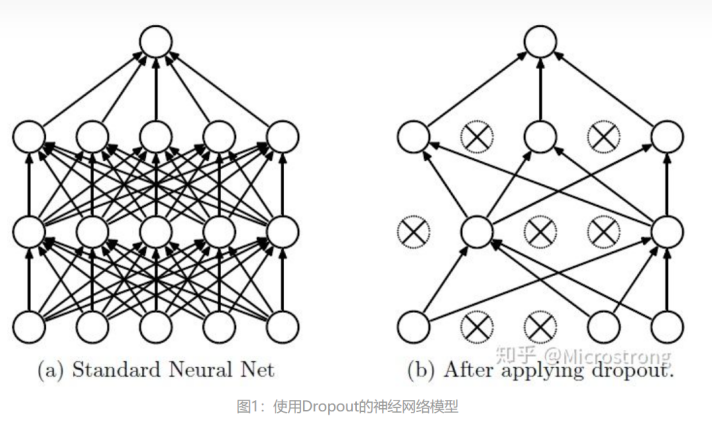 (a) Standard Neural Net
(b) After applying dropout.
知乎 @Microstrong
图1：使用Dropout的神经网络模型